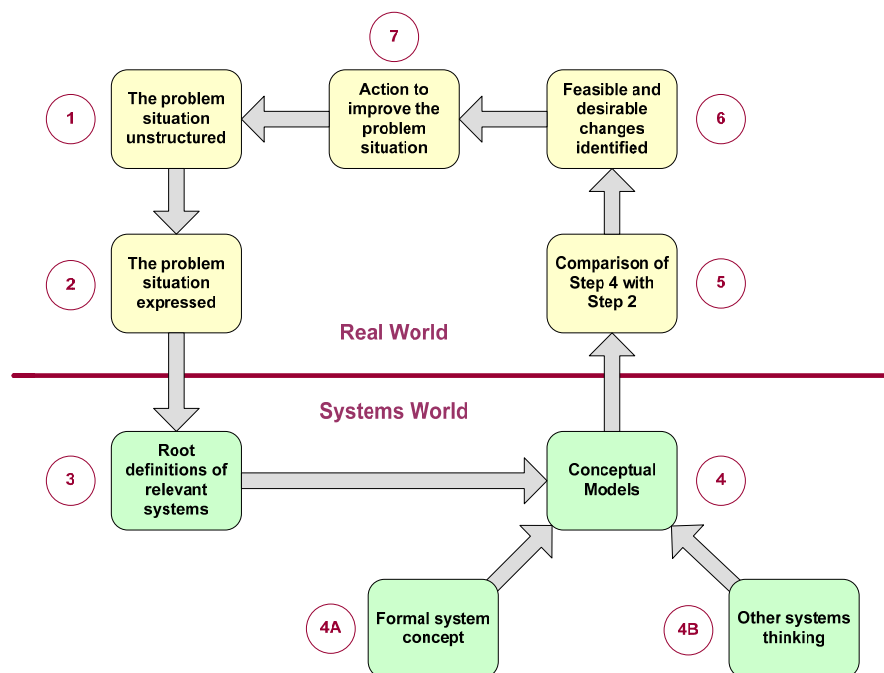 7
1
The problem
situation
unstructured
Action to
improve the
problem
situation
Feasible and
desirable
changes
identified
6
2
The problem
situation
expressed
Comparison of
Step 4 with
Step 2
5
Real World
Systems World
3
Root
definitions of
relevant
systems
Conceptual
Models
4
4A
Formal system
concept
4B
Other systems
thinking